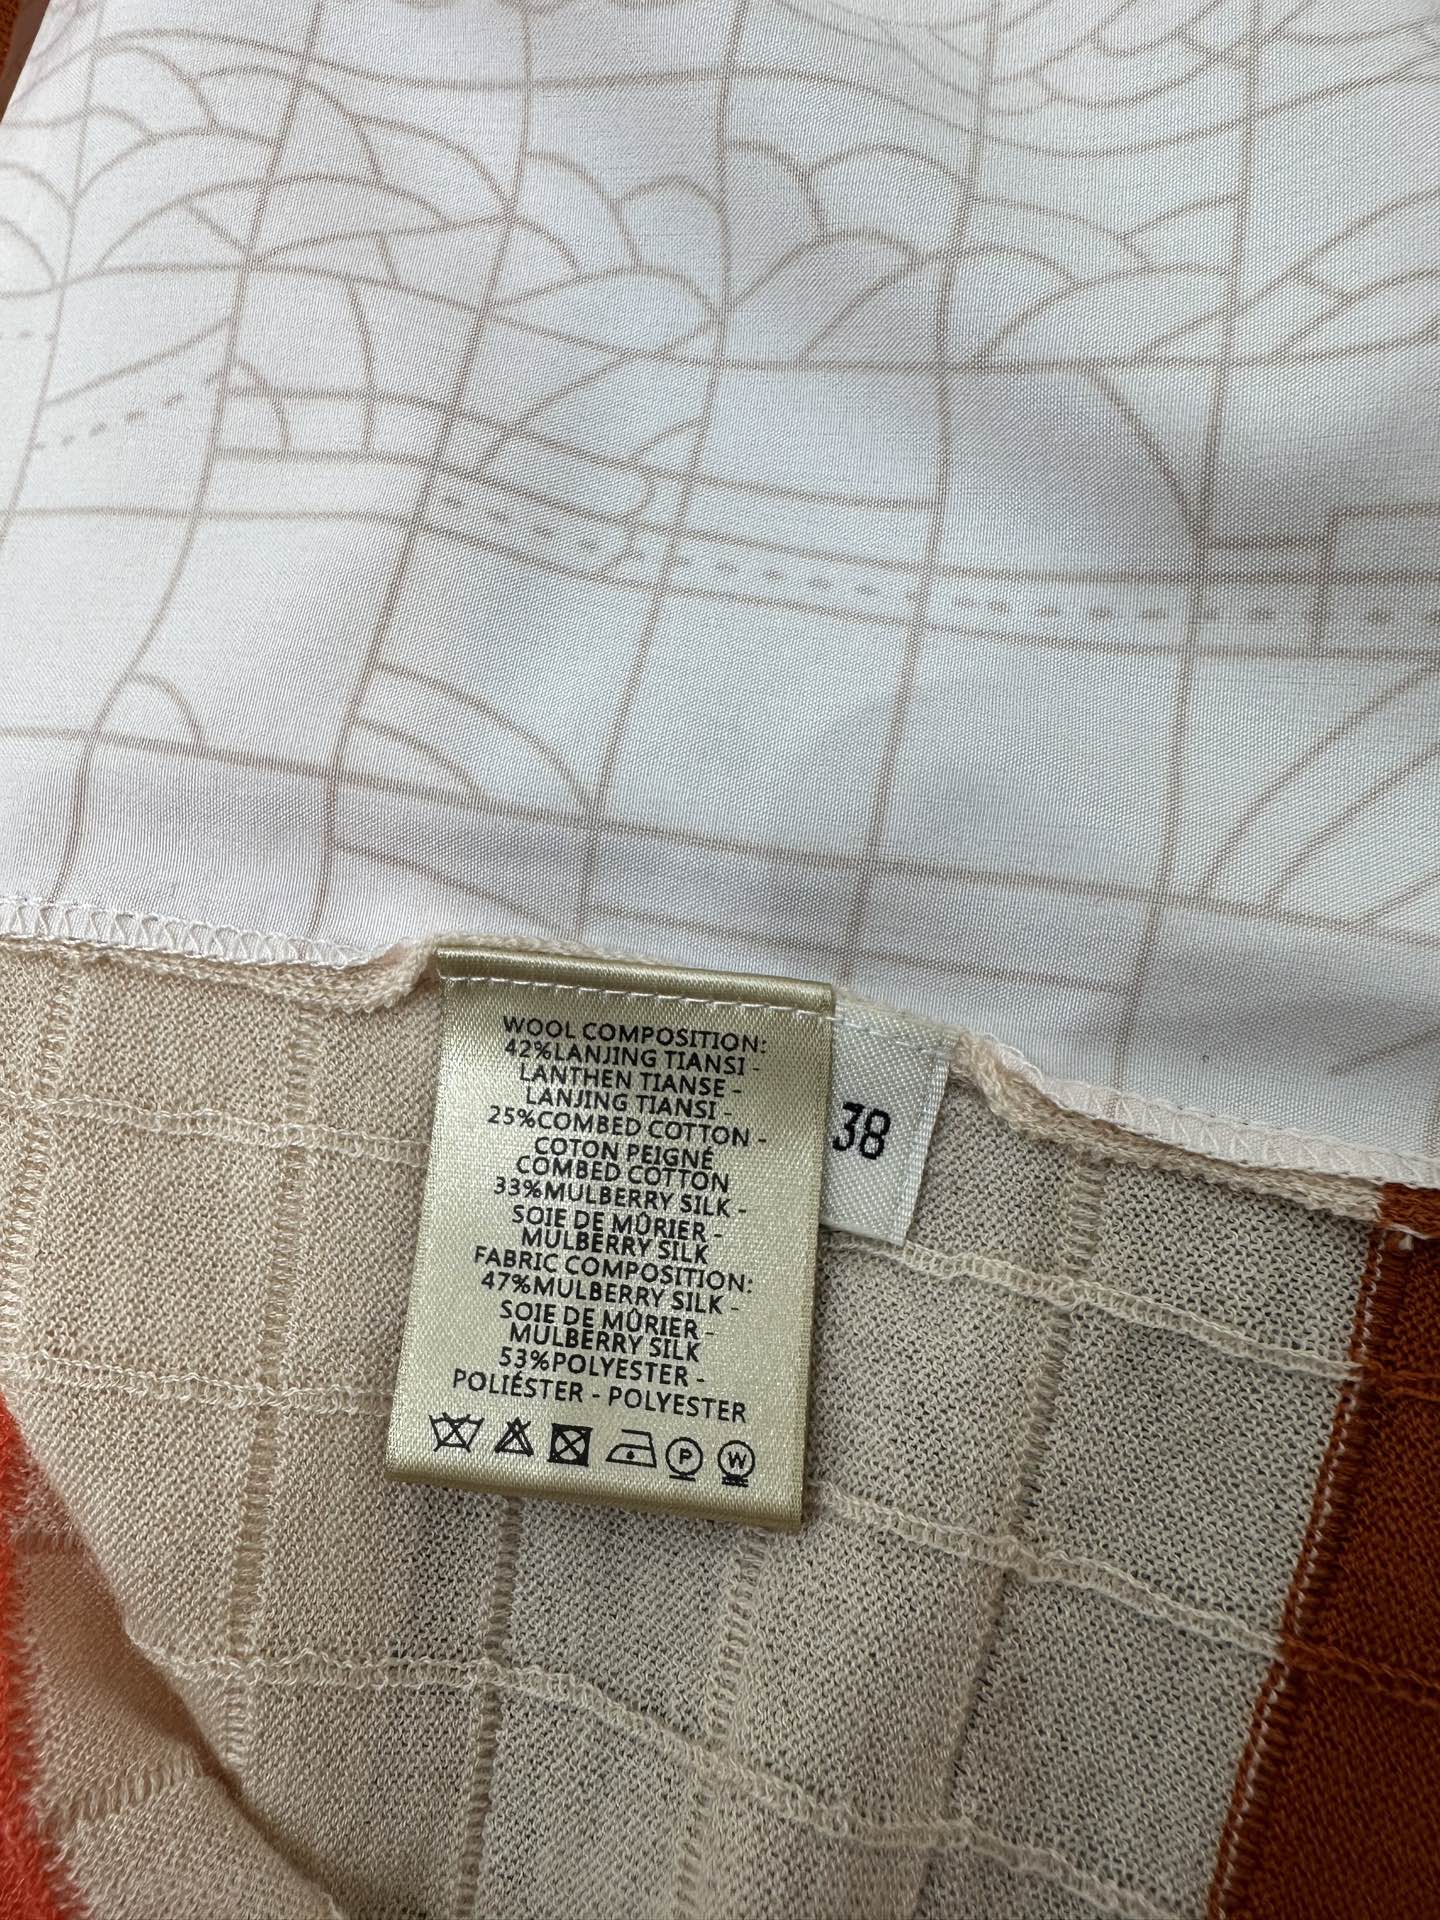 WOOL COMPOSITION:
42%LANJING TIANSI -
LANTHEN TIANSE -
LANJING TIANSI -
25%COMBED COTTON -
COTON PEIGNÉ
COMBED COTTON
33%MULBERRY SILK -
SOIE DE MÛRIER -
MULBERRY SILK
FABRIC COMPOSITION:
47%MULBERRY SILK -
SOIE DE MÛRIER -
MULBERRY SILK
53%POLYESTER -
POLIÉSTER - POLYESTER
P W
38